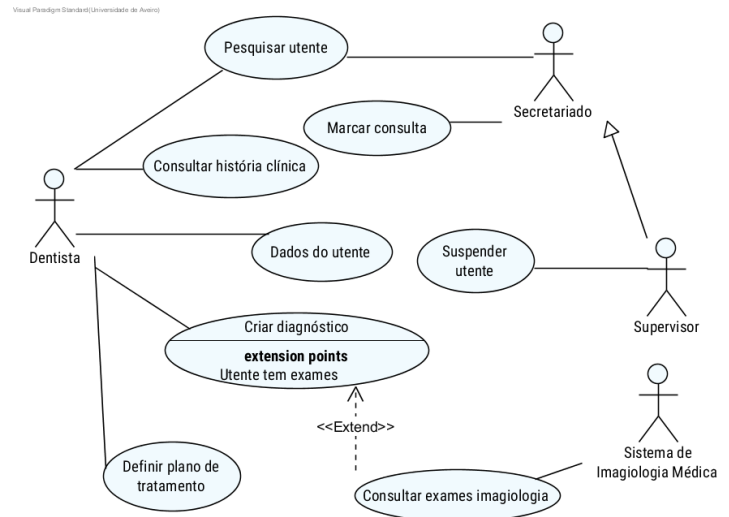 Visual Paradigm Standard(Universidade de Aveiro)
Pesquisar utente
Secretariado
Marcar consulta
Consultar história clínica
Dentista
Dados do utente
Suspender
utente
Supervisor
Criar diagnóstico
extension points
Utente tem exames
<<Extend>>
Sistema de
Imagiologia Médica
Definir plano de
tratamento
Consultar exames imagiologia